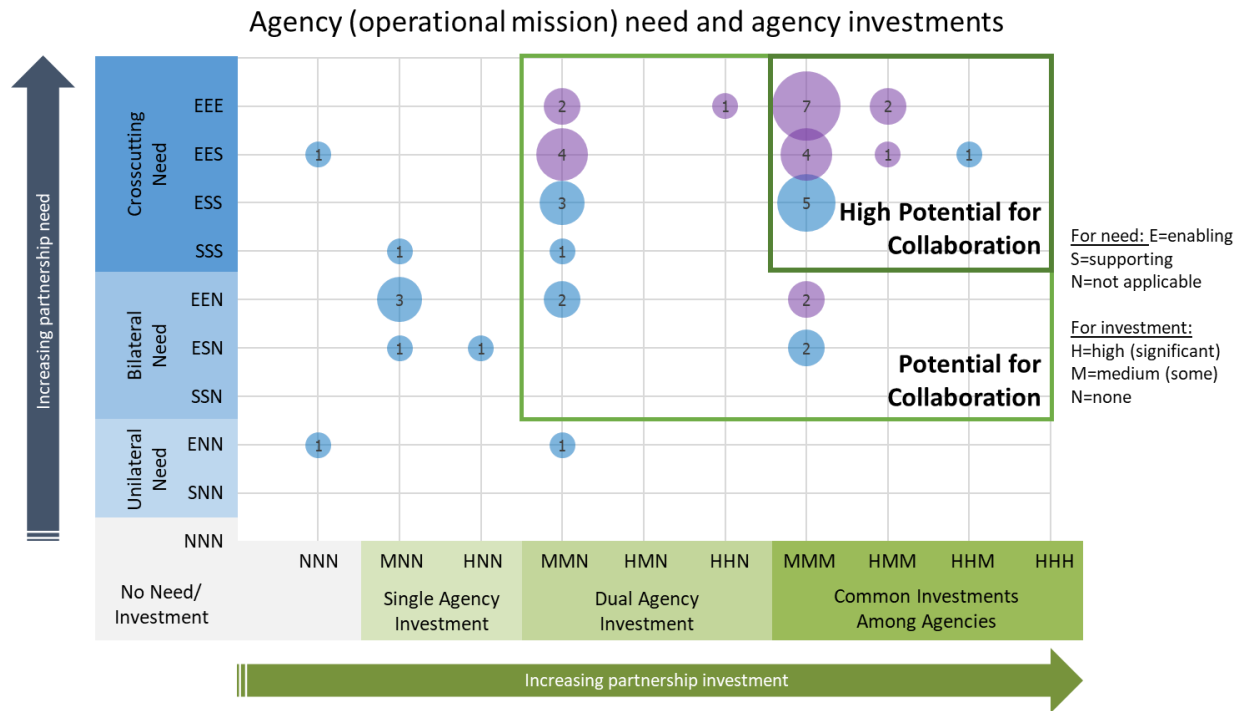 Agency (operational mission) need and agency investments
Increasing partnership need
Crosscutting
Need
EEE
2
1
7
2
EES
1
4
4
1
1
ESS
3
5
SSS
1
1
High Potential for
Collaboration
Bilateral
Need
EEN
3
2
2
ESN
1
1
2
SSN
Potential for
Collaboration
Unilateral
Need
ENN
1
1
SNN
NNN
For need: E=enabling
S=supporting
N=not applicable
For investment:
H=high (significant)
M=medium (some)
N=none
NNN
MNN
HNN
MMN
HMN
HHN
MMM
HMM
HHM
HHH
No Need/
Investment
Single Agency
Investment
Dual Agency
Investment
Common Investments
Among Agencies
Increasing partnership investment